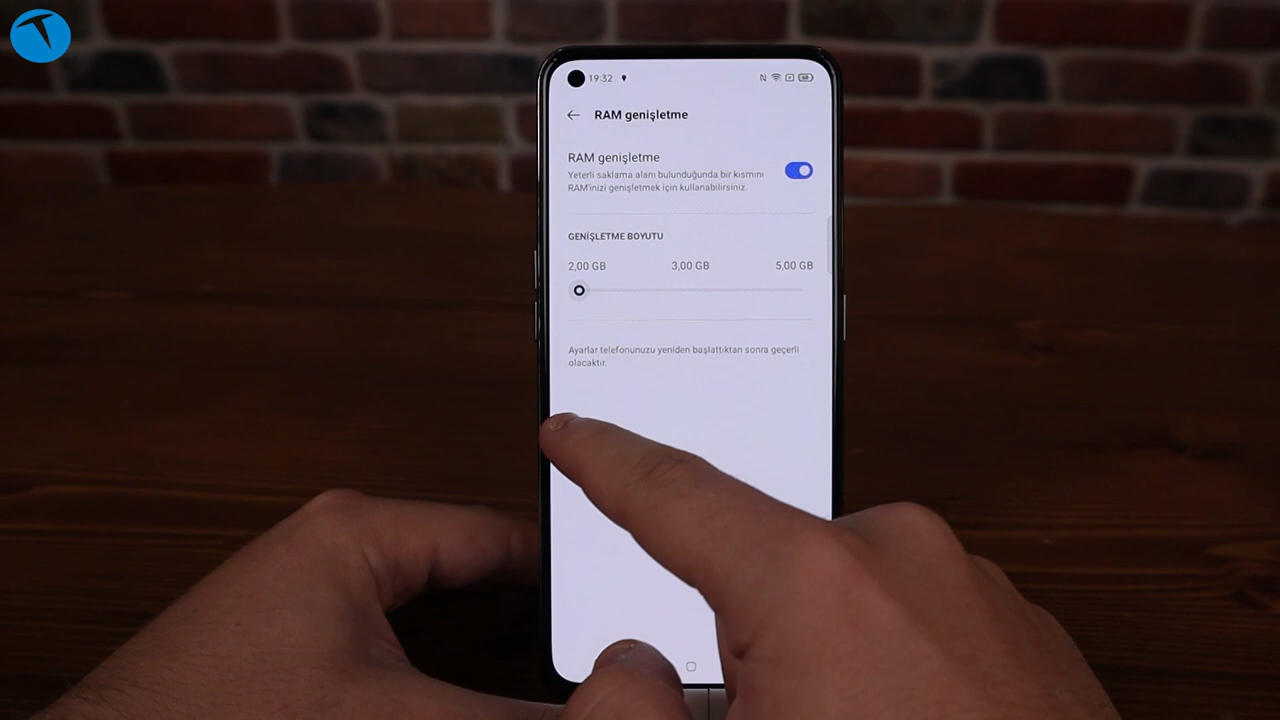 19:32
RAM genişletme
RAM genişletme
Yeterli saklama alanı bulunduğunda bir kısmını
RAM'inizi genişletmek için kullanabilirsiniz.
GENİŞLETME BOYUTU
2,00 GB 3,00 GB 5,00 GB
Ayarlar telefonunuzu yeniden başlattıktan sonra geçerli
olacaktır.